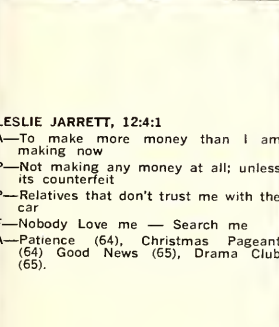 LESLIE JARRETT, 12:4:1
A—To make more money than I am
making now
P—Not making any money at all; unless
its counterfeit
P—Relatives that don't trust me with the
car
T—Nobody Love me — Search me
A—Patience (64), Christmas Pageant
(64) Good News (65), Drama Club
(65).